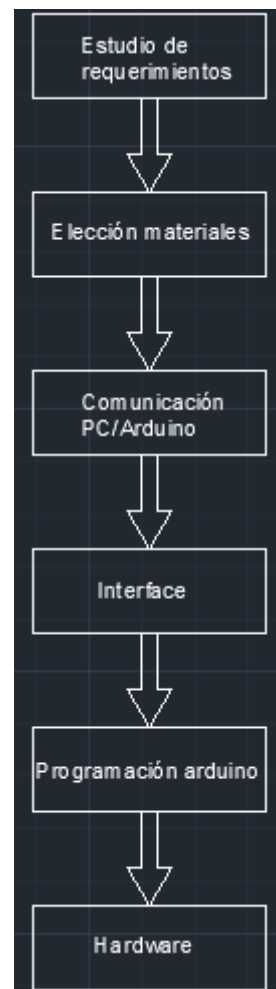 Estudio de
requerimientos
Elección materiales
Comunicación
PC/Arduino
Interface
Programación arduino
Hardware